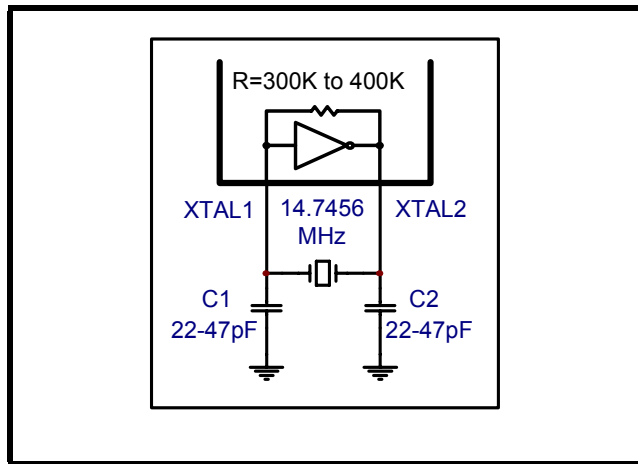 R=300K to 400K
XTAL1
14.7456
MHz
XTAL2
C1
22-47pF
C2
22-47pF